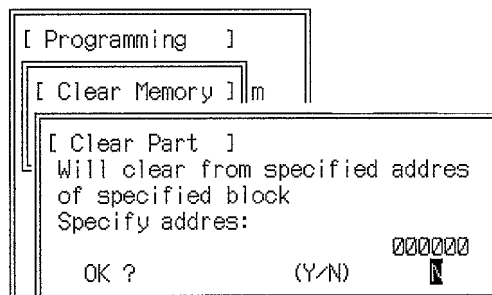 [ Programming ]
[ Clear Memory ] m
[ Clear Part ]
Will clear from specified addres
of specified block
Specify addres:
000000
OK ? (Y/N) N